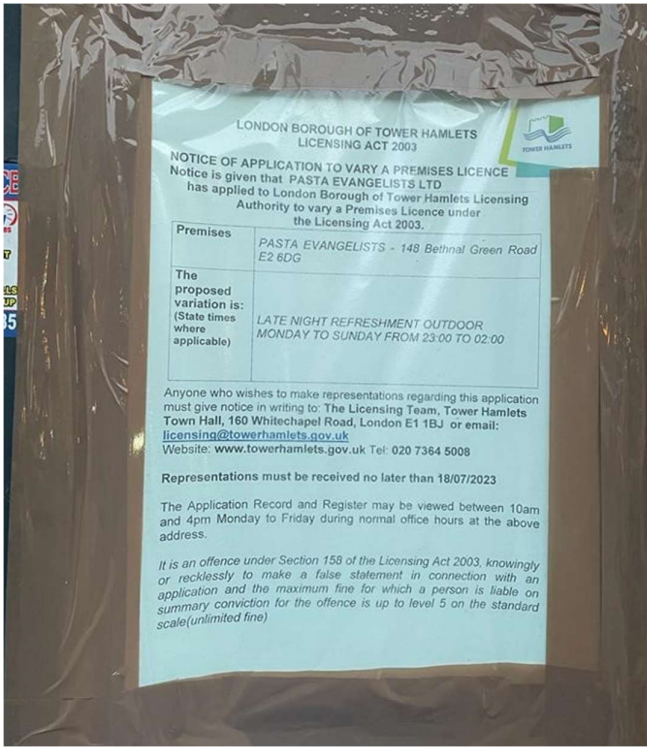 LONDON BOROUGH OF TOWER HAMLETS
LICENSING ACT 2003
TOWER HAMLETS
NOTICE OF APPLICATION TO VARY A PREMISES LICENCE
Notice is given that PASTA EVANGELISTS LTD
has applied to London Borough of Tower Hamlets Licensing
Authority to vary a Premises Licence under
the Licensing Act 2003.
Premises
PASTA EVANGELISTS - 148 Bethnal Green Road
E2 6DG
The
proposed
variation is:
(State times
where
applicable)
LATE NIGHT REFRESHMENT OUTDOOR
MONDAY TO SUNDAY FROM 23:00 TO 02:00
Anyone who wishes to make representations regarding this application
must give notice in writing to: The Licensing Team, Tower Hamlets
Town Hall, 160 Whitechapel Road, London E1 1BJ or email:
licensing@towerhamlets.gov.uk
Website: www.towerhamlets.gov.uk Tel: 020 7364 5008
Representations must be received no later than 18/07/2023
The Application Record and Register may be viewed between 10am
and 4pm Monday to Friday during normal office hours at the above
address.
It is an offence under Section 158 of the Licensing Act 2003, knowingly
or recklessly to make a false statement in connection with an
application and the maximum fine for which a person is liable on
summary conviction for the offence is up to level 5 on the standard
scale(unlimited fine)